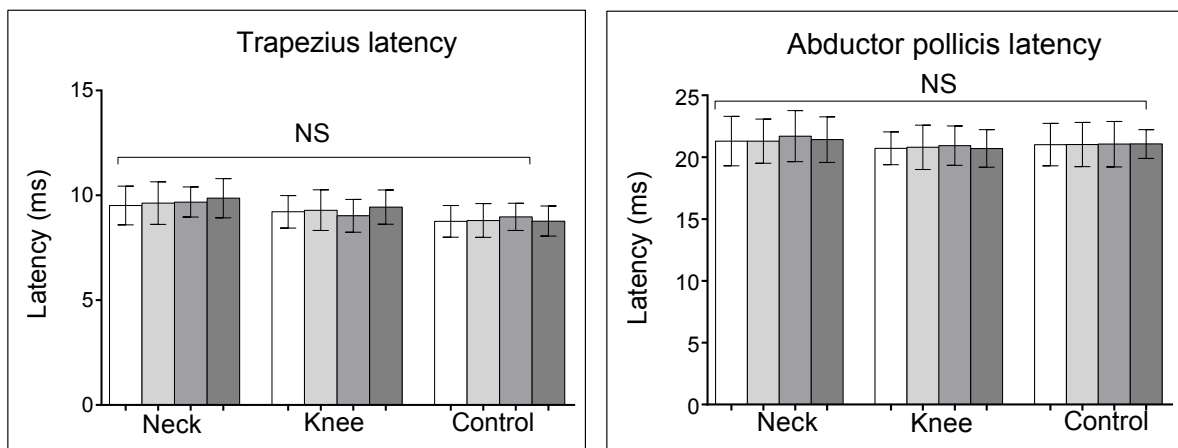 Trapezius latency
NS
Latency (ms)
15
10
5
0
Neck Knee Control
Abductor pollicis latency
NS
Latency (ms)
25
20
15
10
5
0
Neck Knee Control